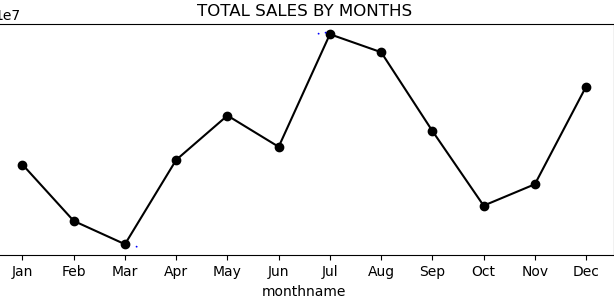 TOTAL SALES BY MONTHS
1e7
Jan Feb Mar Apr May Jun Jul Aug Sep Oct Nov Dec
monthname